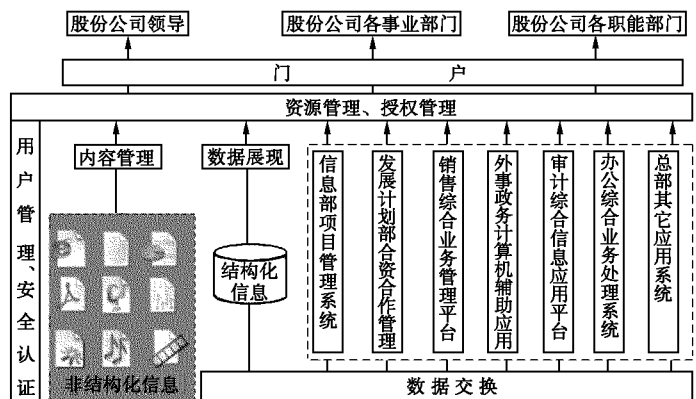 股份公司领导
股份公司各事业部门
股份公司各职能部门
门 户
资源管理、授权管理
用户管理、安全认证
内容管理
数据展现
信息部项目管理系统
发展计划部合资合作管理
销售综合业务管理平台
外事政务计算机辅助应用
审计综合信息应用平台
办公综合业务处理系统
总部其它应用系统
结构化
信息
非结构化信息
数据交换